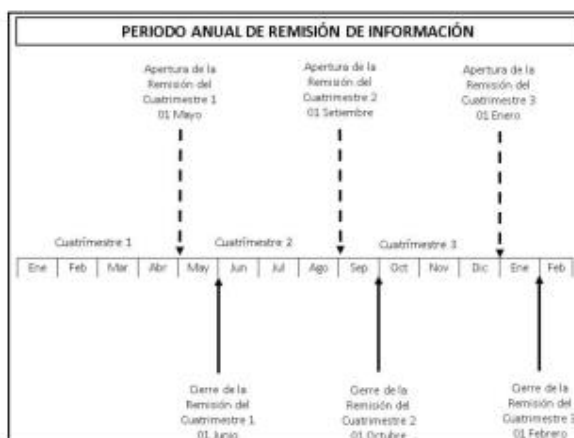 PERIODO ANUAL DE REMISIÓN DE INFORMACIÓN
Apertura de la
Remisión del
Cuatrimestre 1
01 Mayo
Apertura de la
Remisión del
Cuatrimestre 2
01 Setiembre
Apertura de la
Remisión del
Cuatrimestre 3
01 Enero
Cuatrimestre 1
Cuatrimestre 2
Cuatrimestre 3
Ene Feb Mar Abr May Jun Jul Ago Sep Oct Nov Dic Ene Feb
Cierre de la
Remisión del
Cuatrimestre 1
01 Junio
Cierre de la
Remisión del
Cuatrimestre 2
01 Octubre
Cierre de la
Remisión del
Cuatrimestre 3
01 Febrero